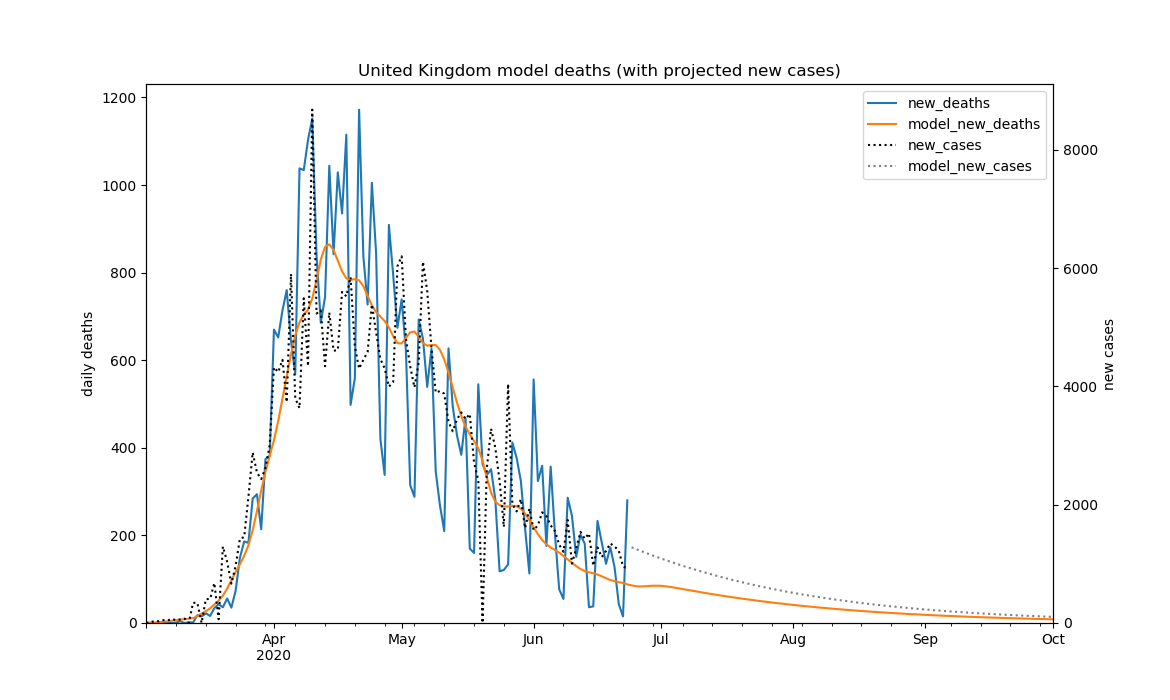 United Kingdom model deaths (with projected new cases)
1200
1000
800
600
400
200
0
daily deaths
new_deaths
model_new_deaths
new_cases
model_new_cases
8000
6000
4000
2000
0
new cases
Apr
2020
May
Jun
Jul
Aug
Sep
Oct